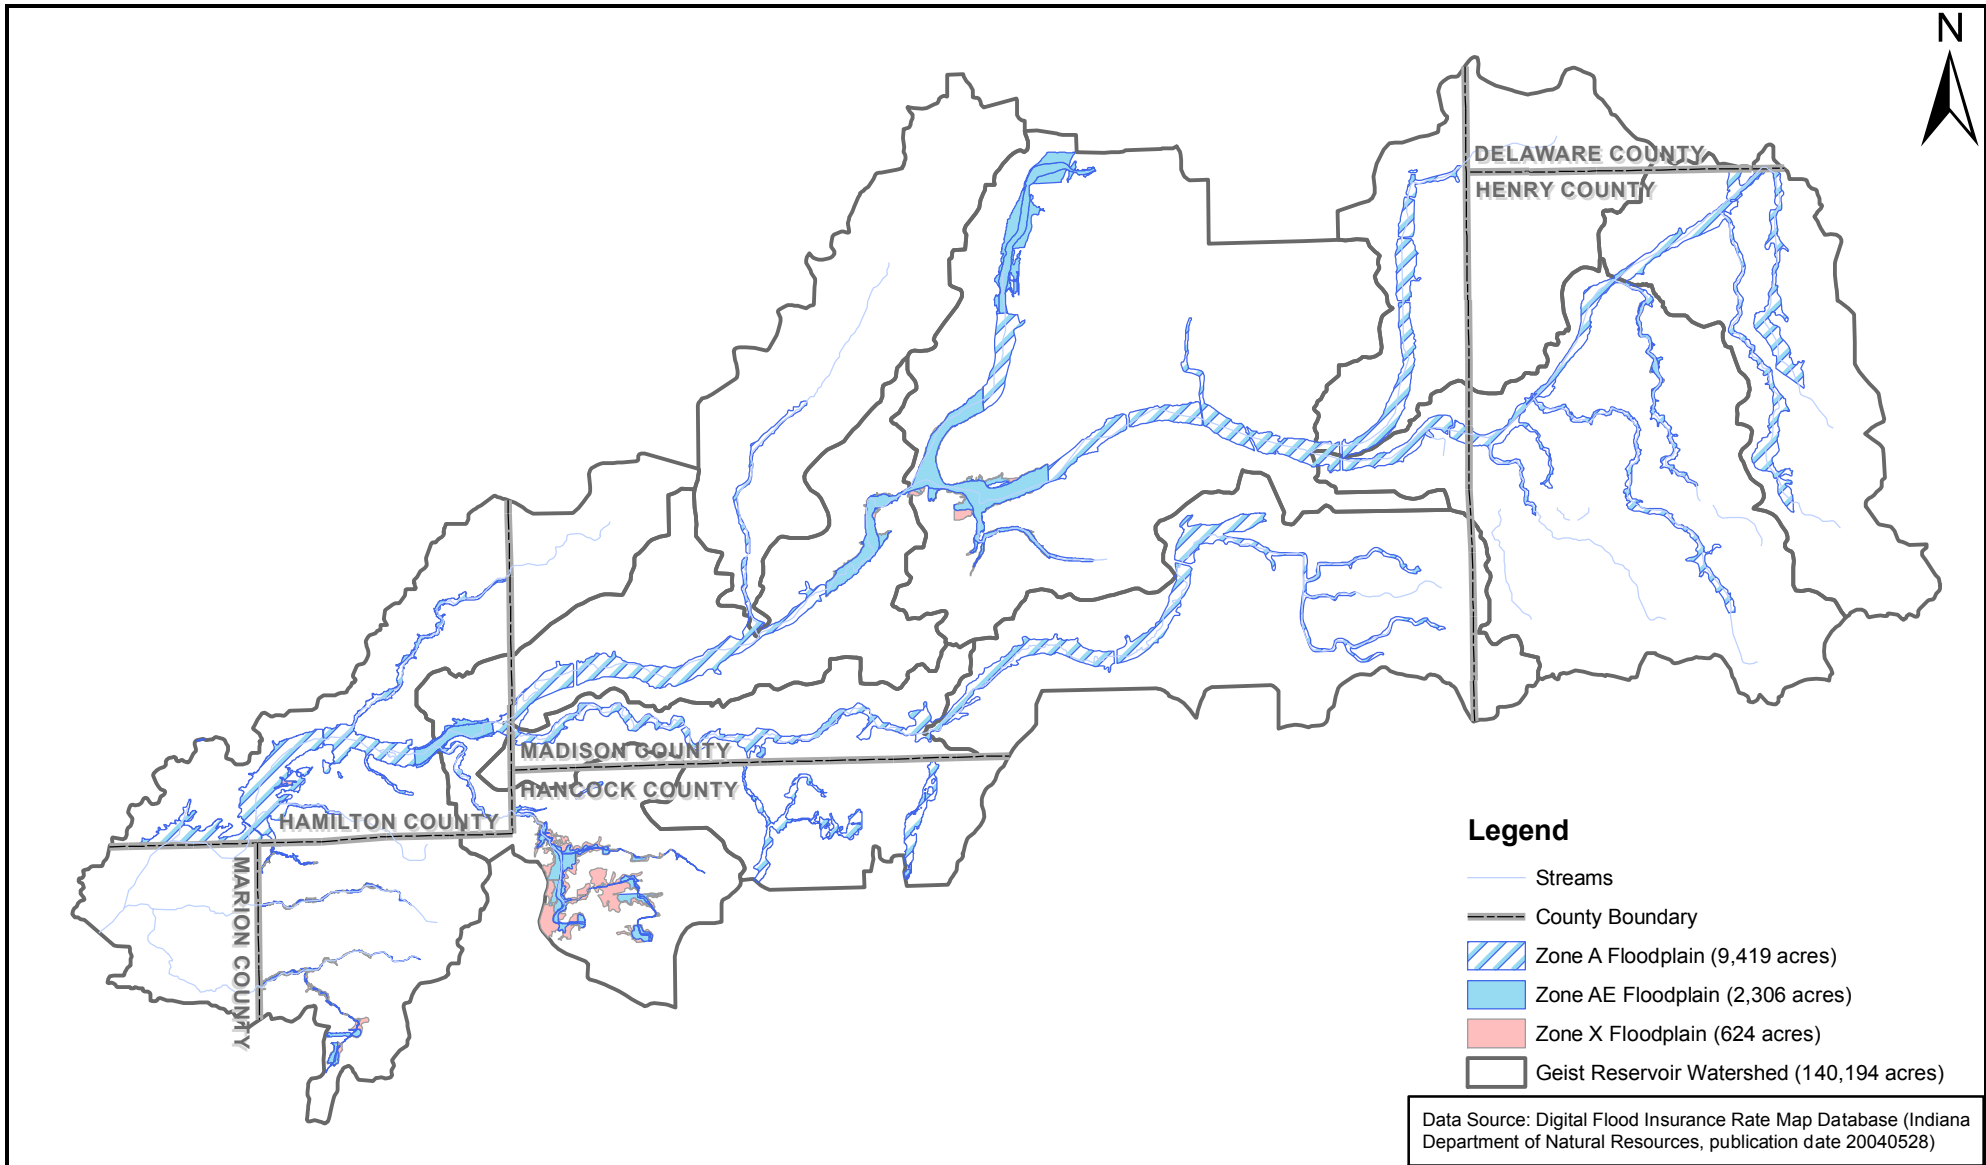 N
DELAWARE COUNTY
HENRY COUNTY
MADISON COUNTY
HANCOCK COUNTY
HAMILTON COUNTY
MARION COUNTY
Legend
Streams
County Boundary
Zone A Floodplain (9,419 acres)
Zone AE Floodplain (2,306 acres)
Zone X Floodplain (624 acres)
Geist Reservoir Watershed (140,194 acres)
Data Source: Digital Flood Insurance Rate Map Database (Indiana
Department of Natural Resources, publication date 20040528)